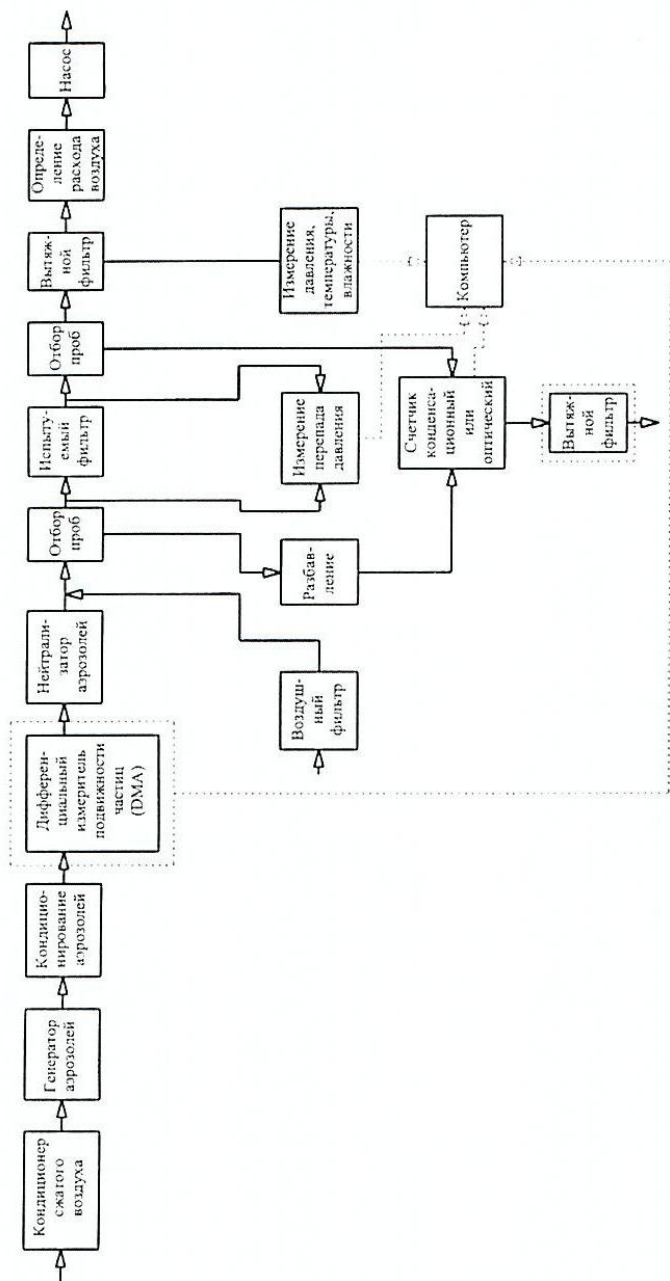 Кондиционер
сжатого
воздуха
Генератор
аэрозолей
Кондицио-
нирование
аэрозолей
Дифферен-
циальный
измеритель
подвижности
частиц
(DMA)
Нейтрали-
затор
аэрозолей
Отбор
проб
Испыту-
емый
фильтр
Отбор
проб
Вытяж-
ной
фильтр
Опреде-
ление
расхода
воздуха
Насос
Воздуш-
ный
фильтр
Разбав-
ление
Измерение
перепада
давления
Измерение
давления,
температуры,
влажности
Счетчик
конденса-
ционный
или
оптический
Компьютер
Вытяж-
ной
фильтр